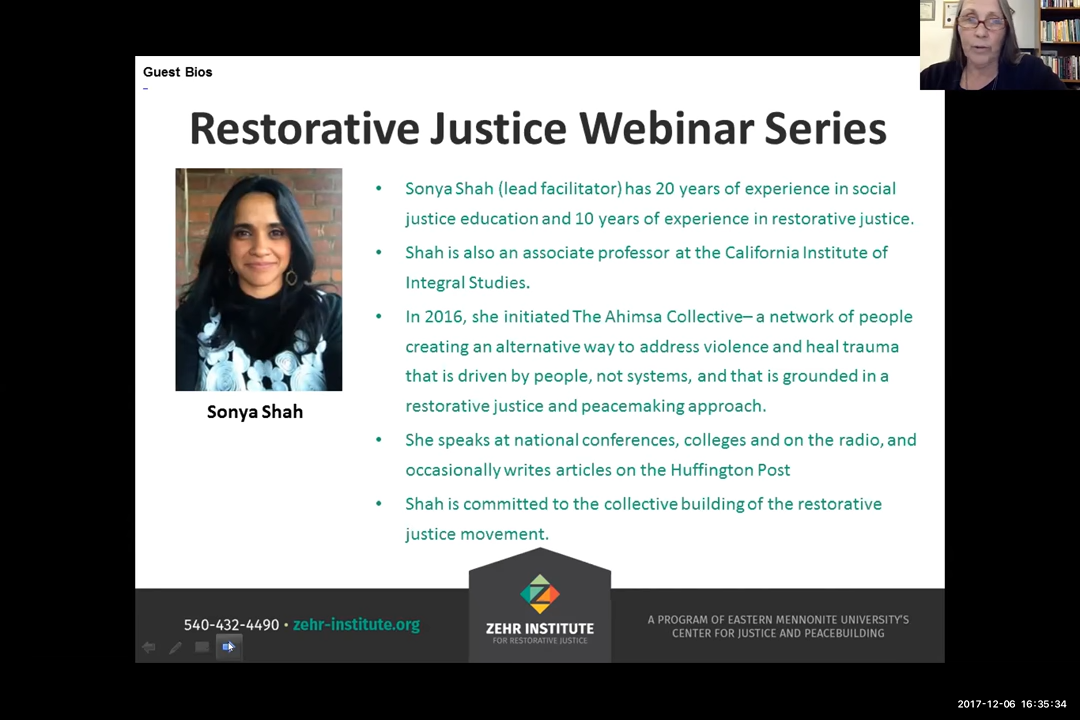 Guest Bios
Restorative Justice Webinar Series
• Sonya Shah (lead facilitator) has 20 years of experience in social
justice education and 10 years of experience in restorative justice.
• Shah is also an associate professor at the California Institute of
Integral Studies.
• In 2016, she initiated The Ahimsa Collective– a network of people
creating an alternative way to address violence and heal trauma
that is driven by people, not systems, and that is grounded in a
restorative justice and peacemaking approach.
• She speaks at national conferences, colleges and on the radio, and
occasionally writes articles on the Huffington Post
• Shah is committed to the collective building of the restorative
justice movement.
Sonya Shah
540-432-4490 • zehr-institute.org
ZEHR INSTITUTE
FOR RESTORATIVE JUSTICE
A PROGRAM OF EASTERN MENNONITE UNIVERSITY'S
CENTER FOR JUSTICE AND PEACEBUILDING
2017-12-06 16:35:34